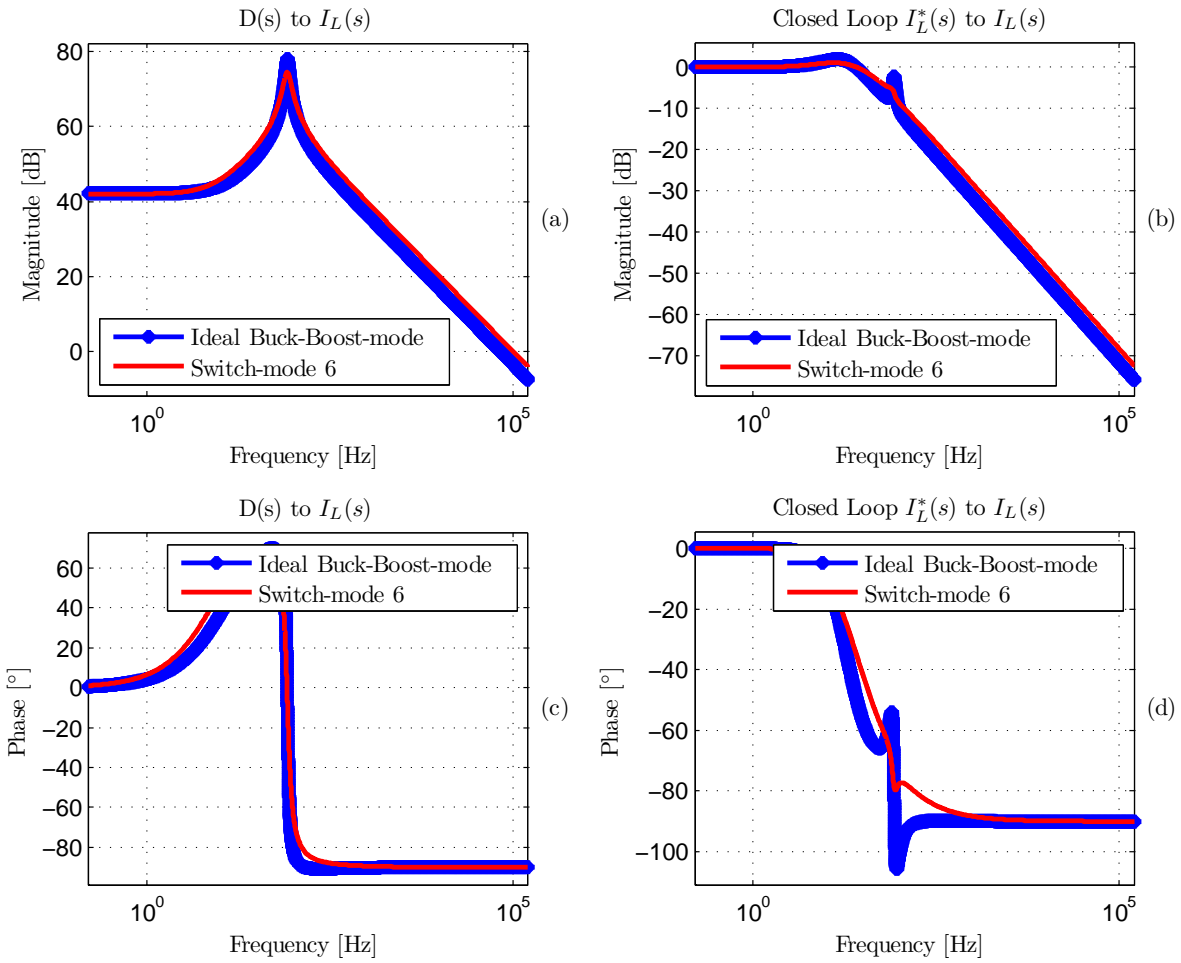 D(s) to I_L(s)
80
60
40
20
0
Magnitude [dB]
Ideal Buck-Boost-mode
Switch-mode 6
10^0
10^5
Frequency [Hz]
(a)
Closed Loop I_L^*(s) to I_L(s)
0
−10
−20
−30
−40
−50
−60
−70
Magnitude [dB]
Ideal Buck-Boost-mode
Switch-mode 6
10^0
10^5
Frequency [Hz]
(b)
D(s) to I_L(s)
60
40
20
0
−20
−40
−60
−80
Phase [°]
Ideal Buck-Boost-mode
Switch-mode 6
10^0
10^5
Frequency [Hz]
(c)
Closed Loop I_L^*(s) to I_L(s)
0
−20
−40
−60
−80
−100
Phase [°]
Ideal Buck-Boost-mode
Switch-mode 6
10^0
10^5
Frequency [Hz]
(d)